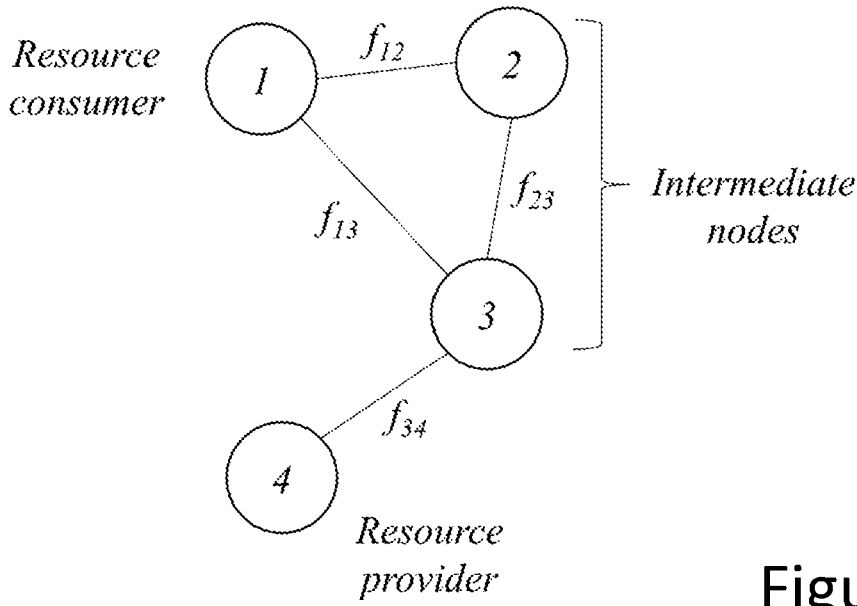 Resource
consumer
1
f12
2
f13
f23
Intermediate
nodes
3
f34
4
Resource
provider